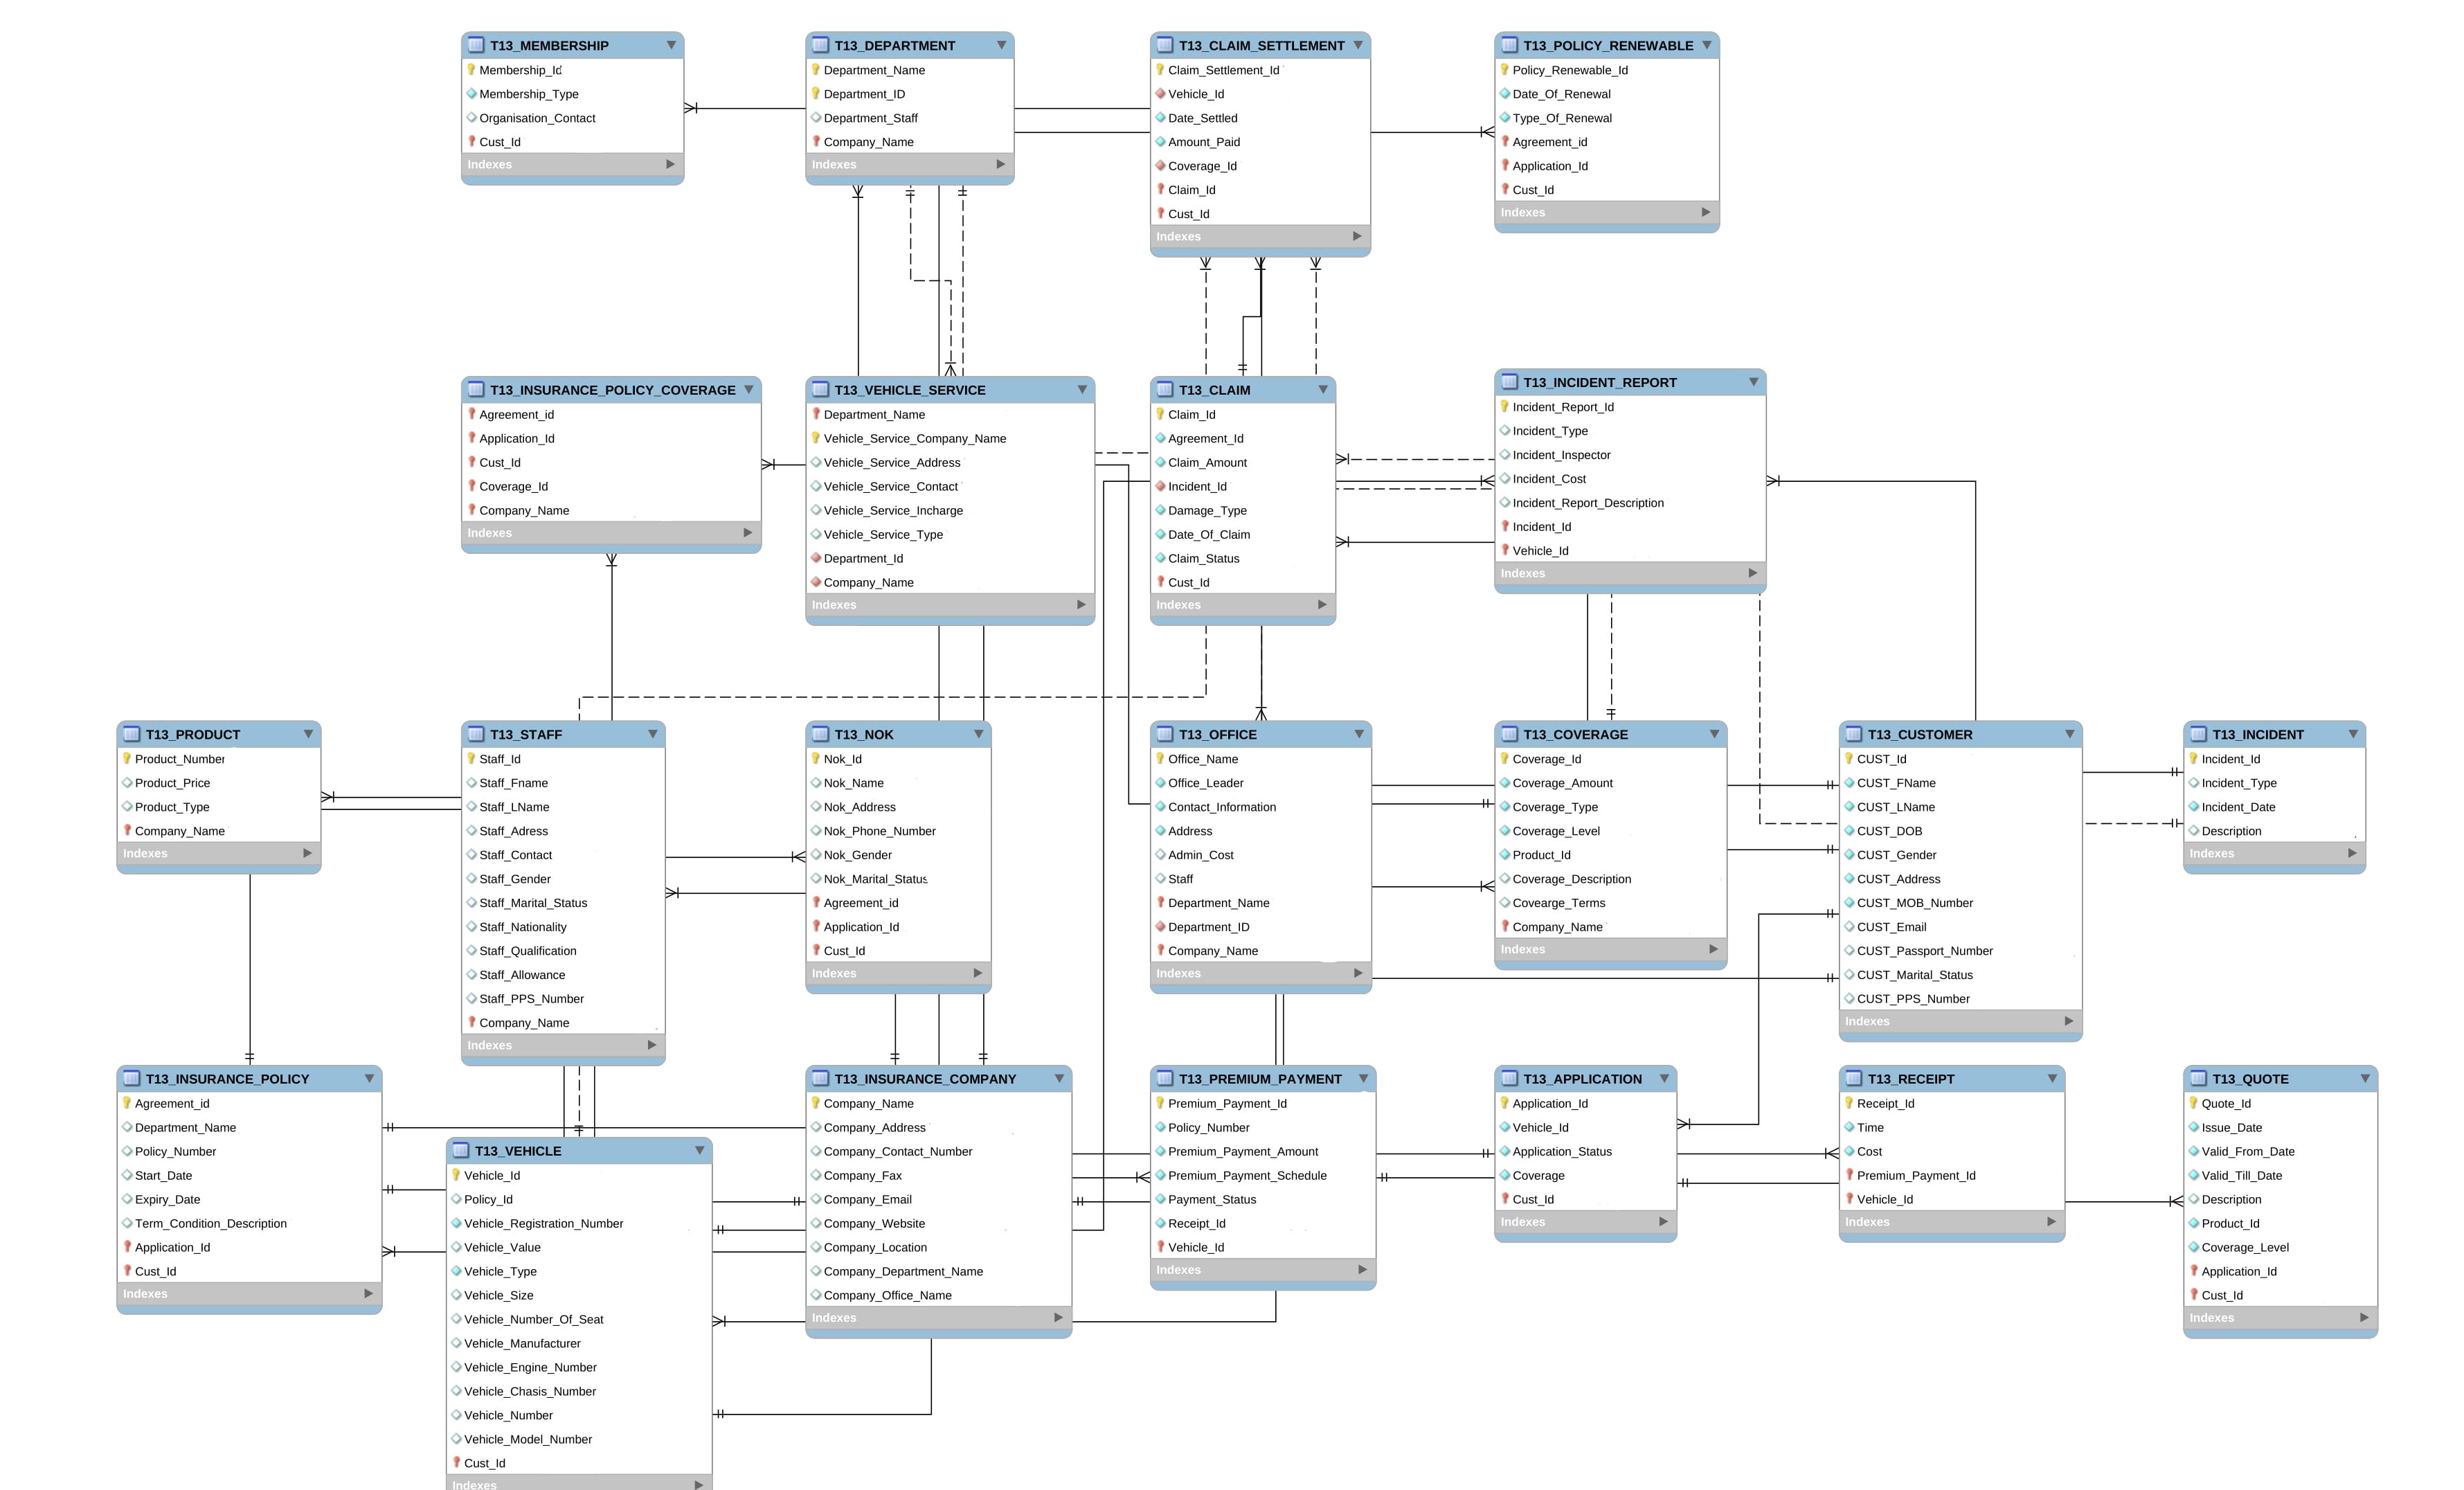 T13_MEMBERSHIP
Membership_Id
Membership_Type
Organisation_Contact
Cust_Id
Indexes
T13_DEPARTMENT
Department_Name
Department_ID
Department_Staff
Company_Name
Indexes
T13_CLAIM_SETTLEMENT
Claim_Settlement_Id
Vehicle_Id
Date_Settled
Amount_Paid
Coverage_Id
Claim_Id
Cust_Id
Indexes
T13_POLICY_RENEWABLE
Policy_Renewable_Id
Date_Of_Renewal
Type_Of_Renewal
Agreement_id
Application_Id
Cust_Id
Indexes
T13_INSURANCE_POLICY_COVERAGE
Agreement_id
Application_Id
Cust_Id
Coverage_Id
Company_Name
Indexes
T13_VEHICLE_SERVICE
Department_Name
Vehicle_Service_Company_Name
Vehicle_Service_Address
Vehicle_Service_Contact
Vehicle_Service_Incharge
Vehicle_Service_Type
Department_Id
Company_Name
Indexes
T13_CLAIM
Claim_Id
Agreement_Id
Claim_Amount
Incident_Id
Damage_Type
Date_Of_Claim
Claim_Status
Cust_Id
Indexes
T13_INCIDENT_REPORT
Incident_Report_Id
Incident_Type
Incident_Inspector
Incident_Cost
Incident_Report_Description
Incident_Id
Vehicle_Id
Indexes
T13_PRODUCT
Product_Number
Product_Price
Product_Type
Company_Name
Indexes
T13_STAFF
Staff_Id
Staff_Fname
Staff_LName
Staff_Adress
Staff_Contact
Staff_Gender
Staff_Marital_Status
Staff_Nationality
Staff_Qualification
Staff_Allowance
Staff_PPS_Number
Company_Name
Indexes
T13_NOK
Nok_Id
Nok_Name
Nok_Address
Nok_Phone_Number
Nok_Gender
Nok_Marital_Status
Agreement_id
Application_Id
Cust_Id
Indexes
T13_OFFICE
Office_Name
Office_Leader
Contact_Information
Address
Admin_Cost
Staff
Department_Name
Department_ID
Company_Name
Indexes
T13_COVERAGE
Coverage_Id
Coverage_Amount
Coverage_Type
Coverage_Level
Product_Id
Coverage_Description
Covearge_Terms
Company_Name
Indexes
T13_CUSTOMER
CUST_Id
CUST_FName
CUST_LName
CUST_DOB
CUST_Gender
CUST_Address
CUST_MOB_Number
CUST_Email
CUST_Passport_Number
CUST_Marital_Status
CUST_PPS_Number
Indexes
T13_INCIDENT
Incident_Id
Incident_Type
Incident_Date
Description
Indexes
T13_INSURANCE_POLICY
Agreement_id
Department_Name
Policy_Number
Start_Date
Expiry_Date
Term_Condition_Description
Application_Id
Cust_Id
Indexes
T13_VEHICLE
Vehicle_Id
Policy_Id
Vehicle_Registration_Number
Vehicle_Value
Vehicle_Type
Vehicle_Size
Vehicle_Number_Of_Seat
Vehicle_Manufacturer
Vehicle_Engine_Number
Vehicle_Chasis_Number
Vehicle_Number
Vehicle_Model_Number
Cust_Id
Indexes
T13_INSURANCE_COMPANY
Company_Name
Company_Address
Company_Contact_Number
Company_Fax
Company_Email
Company_Website
Company_Location
Company_Department_Name
Company_Office_Name
Indexes
T13_PREMIUM_PAYMENT
Premium_Payment_Id
Policy_Number
Premium_Payment_Amount
Premium_Payment_Schedule
Payment_Status
Receipt_Id
Vehicle_Id
Indexes
T13_APPLICATION
Application_Id
Vehicle_Id
Application_Status
Coverage
Cust_Id
Indexes
T13_RECEIPT
Receipt_Id
Time
Cost
Premium_Payment_Id
Vehicle_Id
Indexes
T13_QUOTE
Quote_Id
Issue_Date
Valid_From_Date
Valid_Till_Date
Description
Product_Id
Coverage_Level
Application_Id
Cust_Id
Indexes